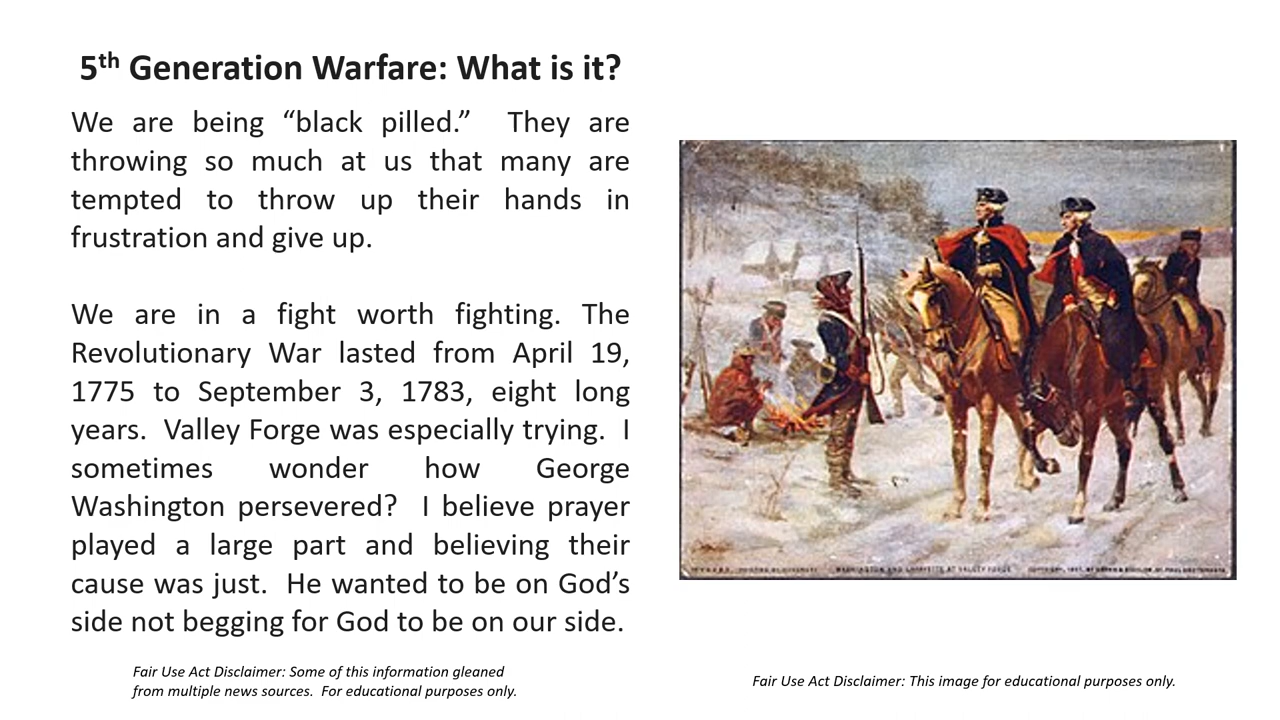 5th Generation Warfare: What is it?
We are being “black pilled.”  They are
throwing so much at us that many are
tempted to throw up their hands in
frustration and give up.
We are in a fight worth fighting. The
Revolutionary War lasted from April 19,
1775 to September 3, 1783, eight long
years.  Valley Forge was especially trying.  I
sometimes wonder how George
Washington persevered?  I believe prayer
played a large part and believing their
cause was just.  He wanted to be on God’s
side not begging for God to be on our side.
WASHINGTON AND LAFAYETTE AT VALLEY FORGE
Fair Use Act Disclaimer: Some of this information gleaned
from multiple news sources.  For educational purposes only.
Fair Use Act Disclaimer: This image for educational purposes only.